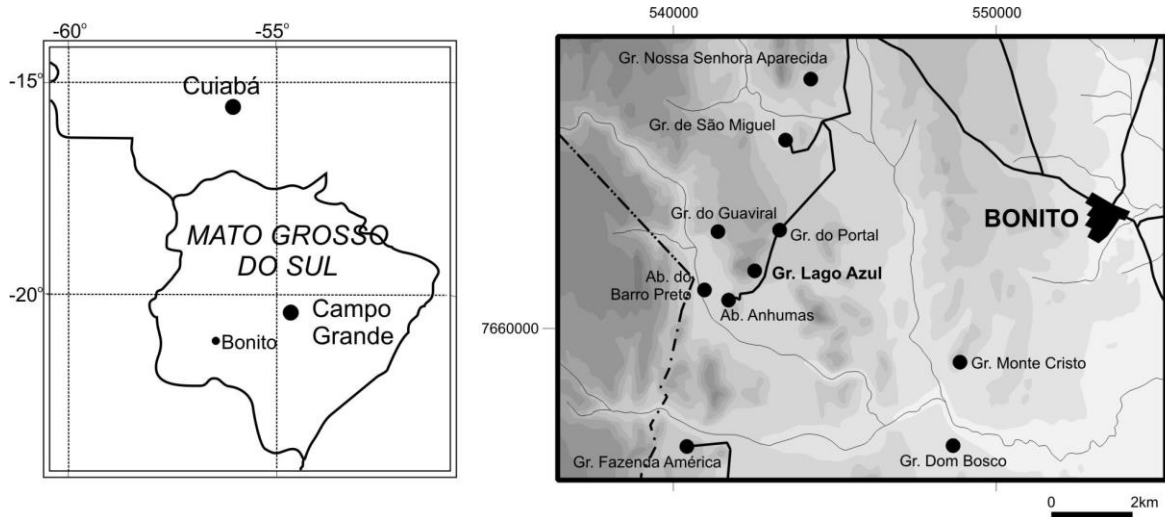 -60°
-55°
-15°
Cuiabá
MATO GROSSO
DO SUL
-20°
Campo
Grande
Bonito
540000
550000
Gr. Nossa Senhora Aparecida
Gr. de São Miguel
Gr. do Guaviral
Gr. do Portal
BONITO
Gr. Lago Azul
Ab. do
Barro Preto
Ab. Anhumas
7660000
Gr. Monte Cristo
Gr. Fazenda América
Gr. Dom Bosco
0
2km